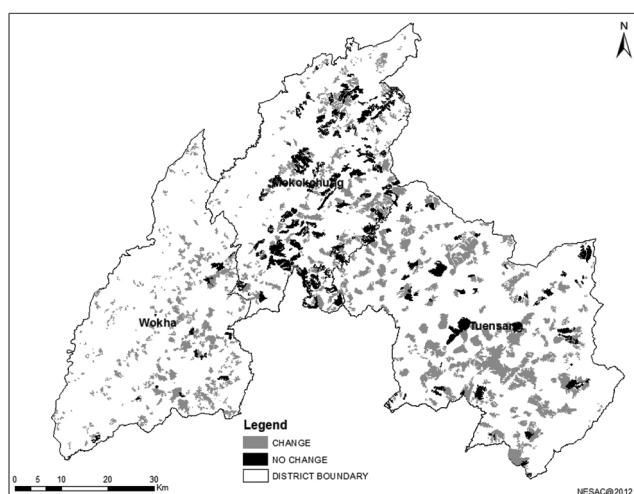 N
Mokokchung
Wokha
Tuensang
Legend
CHANGE
NO CHANGE
DISTRICT BOUNDARY
0 5 10 20 30
Km
NESAC@2012